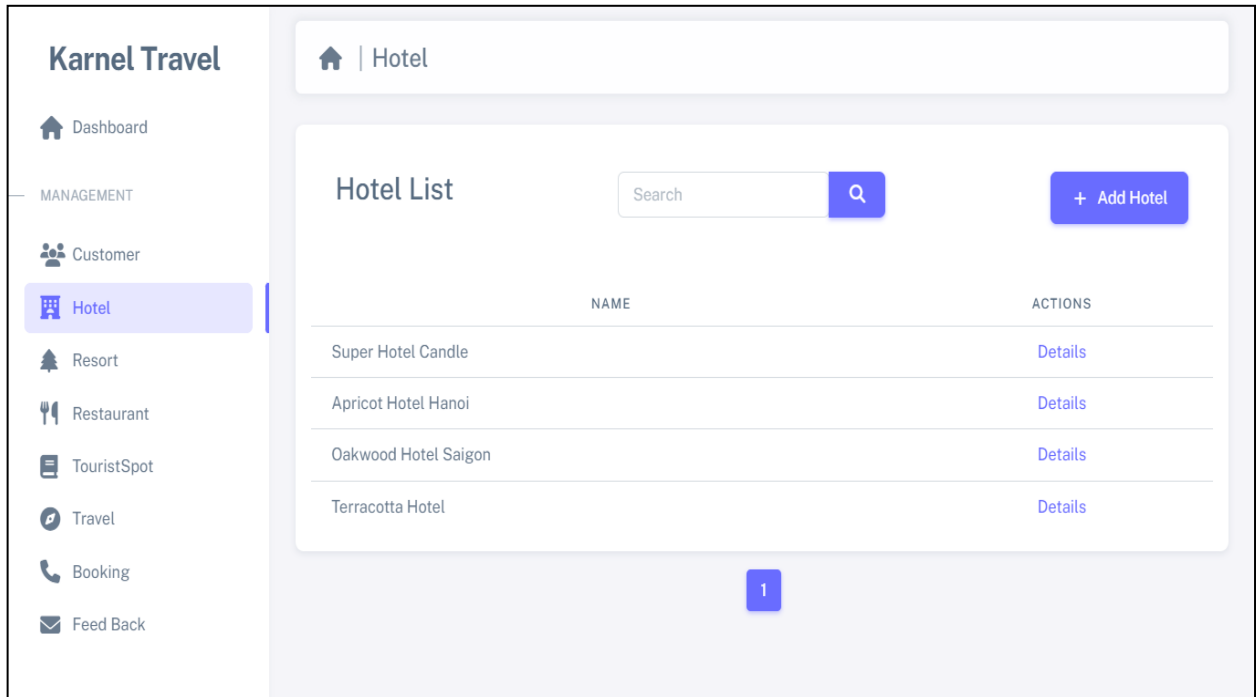 Karnel Travel
Dashboard
MANAGEMENT
Customer
Hotel
Resort
Restaurant
TouristSpot
Travel
Booking
Feed Back
| Hotel
Hotel List
Search
+ Add Hotel
NAME ACTIONS
Super Hotel Candle Details
Apricot Hotel Hanoi Details
Oakwood Hotel Saigon Details
Terracotta Hotel Details
1